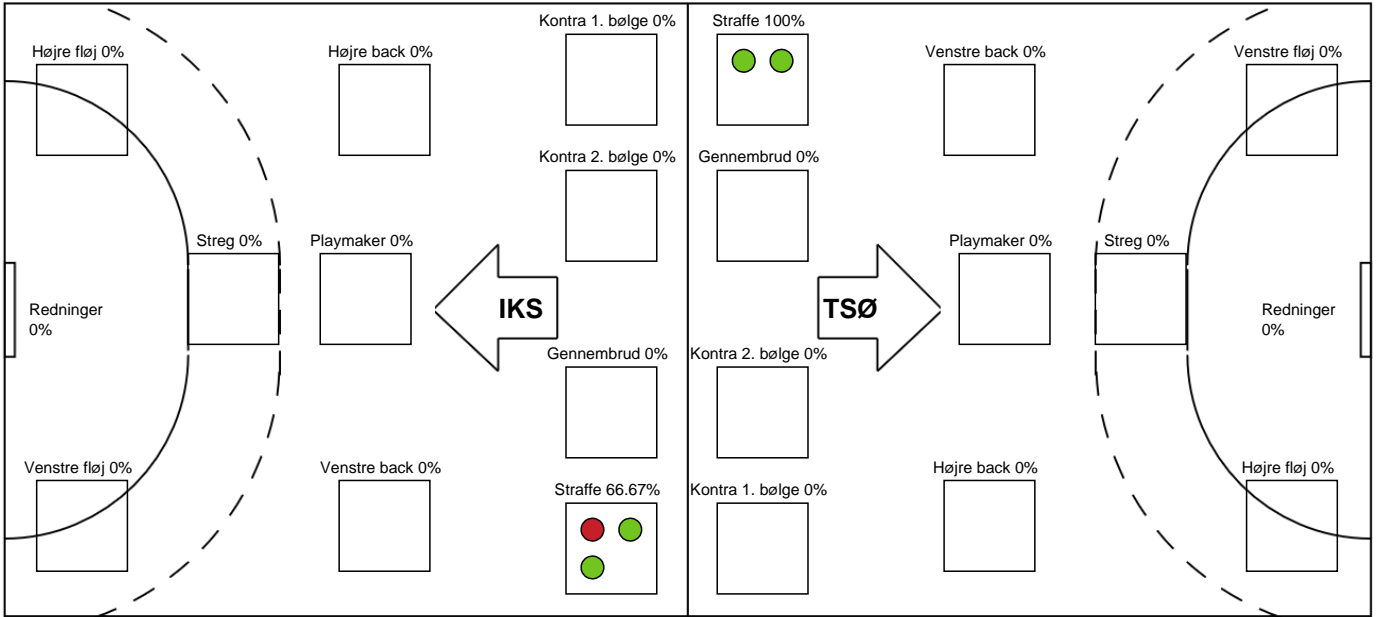 Kontra 1. bølge 0%
Straffe 100%
Højre fløj 0%
Højre back 0%
Venstre back 0%
Venstre fløj 0%
Kontra 2. bølge 0%
Gennembrud 0%
Streg 0%
Playmaker 0%
Playmaker 0%
Streg 0%
Redninger
0%
IKS
TSØ
Redninger
0%
Gennembrud 0%
Kontra 2. bølge 0%
Venstre fløj 0%
Venstre back 0%
Højre back 0%
Højre fløj 0%
Straffe 66.67%
Kontra 1. bølge 0%